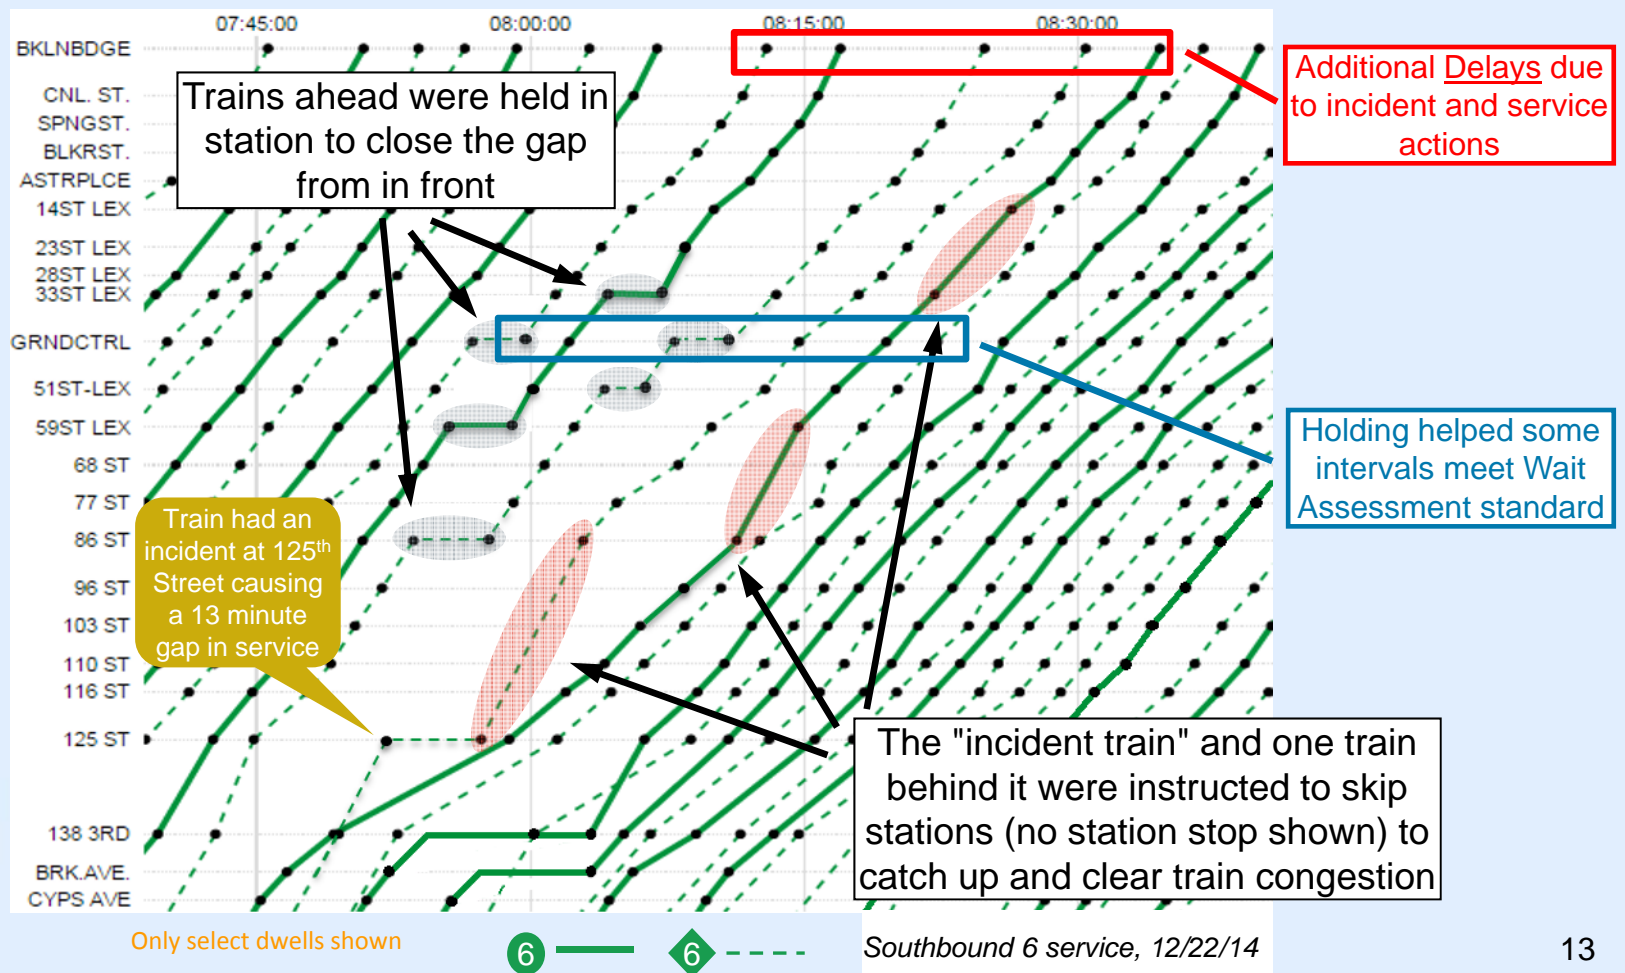 07:45:00 08:00:00 08:15:00 08:30:00
BKLNBDGE
CNL. ST.
SPNGST.
BLKRST.
ASTRPLCE
14ST LEX
23ST LEX
28ST LEX
33ST LEX
GRNDCTRL
51ST-LEX
59ST LEX
68 ST
77 ST
86 ST
96 ST
103 ST
110 ST
116 ST
125 ST
138 3RD
BRK.AVE.
CYPS AVE
Trains ahead were held in
station to close the gap
from in front
Additional Delays due
to incident and service
actions
Holding helped some
intervals meet Wait
Assessment standard
Train had an
incident at 125th
Street causing
a 13 minute
gap in service
The "incident train" and one train
behind it were instructed to skip
stations (no station stop shown) to
catch up and clear train congestion
Only select dwells shown
6
6
Southbound 6 service, 12/22/14
13